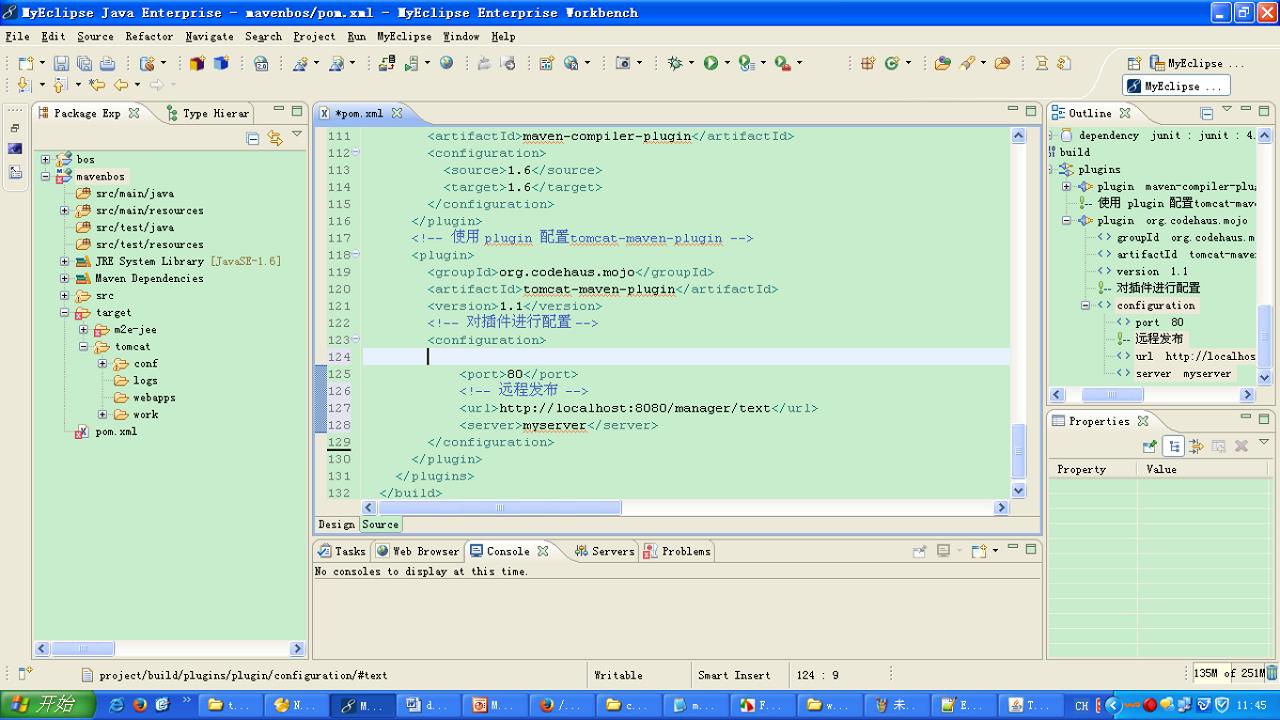 MyEclipse Java Enterprise - mavenbos/pom.xml - MyEclipse Enterprise Workbench
File Edit Source Refactor Navigate Search Project Run MyEclipse Window Help
MyEclipse ...
MyEclipse ...
Package Exp
Type Hierar
bos
mavenbos
src/main/java
src/main/resources
src/test/java
src/test/resources
JRE System Library [JavaSE-1.6]
Maven Dependencies
src
target
m2e-jee
tomcat
conf
logs
webapps
work
pom.xml
*pom.xml
111 <artifactId>maven-compiler-plugin</artifactId>
112 <configuration>
113 <source>1.6</source>
114 <target>1.6</target>
115 </configuration>
116 </plugin>
117 <!-- 使用 plugin 配置tomcat-maven-plugin -->
118 <plugin>
119 <groupId>org.codehaus.mojo</groupId>
120 <artifactId>tomcat-maven-plugin</artifactId>
121 <version>1.1</version>
122 <!-- 对插件进行配置 -->
123 <configuration>
124
125 <port>80</port>
126 <!-- 远程发布 -->
127 <url>http://localhost:8080/manager/text</url>
128 <server>myserver</server>
129 </configuration>
130 </plugin>
131 </plugins>
132 </build>
Design Source
Outline
dependency junit : junit : 4.
build
plugins
plugin maven-compiler-plu
使用 plugin 配置tomcat-mave
plugin org.codehaus.mojo
groupId org.codehaus.m
artifactId tomcat-mave
version 1.1
对插件进行配置
configuration
port 80
远程发布
url http://localhos
server myserver
Properties
Property Value
Tasks Web Browser Console Servers Problems
No consoles to display at this time.
project/build/plugins/plugin/configuration/#text Writable Smart Insert 124 : 9 135M of 251M
开始 t... N... M... d... M... /... c... m... F... w... 未... E... T... CH 11:45